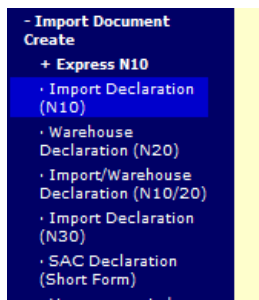 - Import Document
Create
+ Express N10
· Import Declaration
(N10)
· Warehouse
Declaration (N20)
· Import/Warehouse
Declaration (N10/20)
· Import Declaration
(N30)
· SAC Declaration
(Short Form)